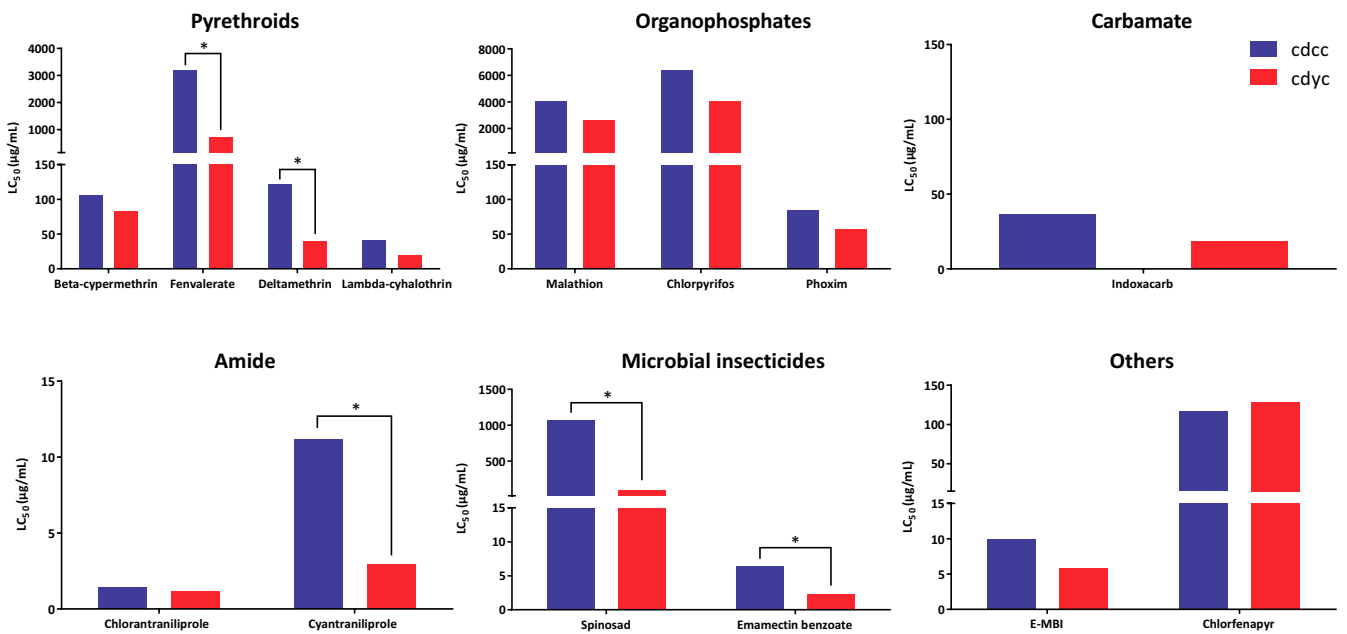 Pyrethroids
Organophosphates
Carbamate
LC50 (µg/mL)
4000
3000
2000
1000
150
100
50
0
*
*
Beta-cypermethrin Fenvalerate Deltamethrin Lambda-cyhalothrin
LC50 (µg/mL)
8000
6000
4000
2000
150
100
50
0
Malathion Chlorpyrifos Phoxim
LC50 (µg/mL)
150
100
50
0
Indoxacarb
cdcc
cdyc
Amide
Microbial insecticides
Others
LC50 (µg/mL)
15
10
5
0
*
Chlorantraniliprole Cyantraniliprole
LC50 (µg/mL)
1500
1000
500
15
10
5
0
*
*
Spinosad Emamectin benzoate
LC50 (µg/mL)
150
100
50
15
10
5
0
E-MBI Chlorfenapyr